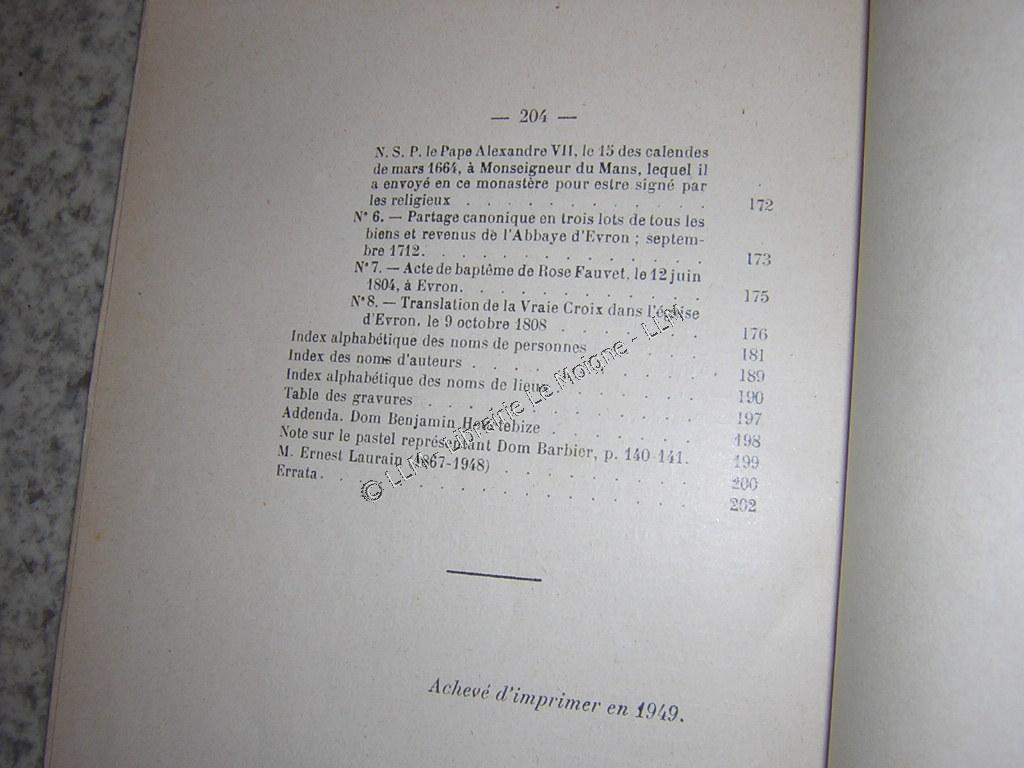 — 204 —
N. S. P. le Pape Alexandre VII, le 15 des calendes
de mars 1664, à Monseigneur du Mans, lequel il
a envoyé en ce monastère pour estre signé par
les religieux . . . . . . . . . . . . 172
N° 6. — Partage canonique en trois lots de tous les
biens et revenus de l'Abbaye d'Evron ; septem-
bre 1712. . . . . . . . . . . . . 173
N° 7. — Acte de baptême de Rose Fauvet, le 12 juin
1804, à Evron. . . . . . . . . . . . 175
N° 8. — Translation de la Vraie Croix dans l'église
d'Evron, le 9 octobre 1808 . . . . . . . 176
Index alphabétique des noms de personnes . . . . . 181
Index des noms d'auteurs . . . . . . . . . . 189
Index alphabétique des noms de lieux . . . . . . 190
Table des gravures . . . . . . . . . . . . 197
Addenda. Dom Benjamin . . . . . . . 198
Note sur le pastel représentant Dom Barbier, p. 140-141. 199
M. Ernest Laurain (1867-1948) . . . . . . . . 200
Errata . . . . . . . . . . . . . . 202
Achevé d'imprimer en 1949.
© LLM - Librairie Le Moigne - LLM